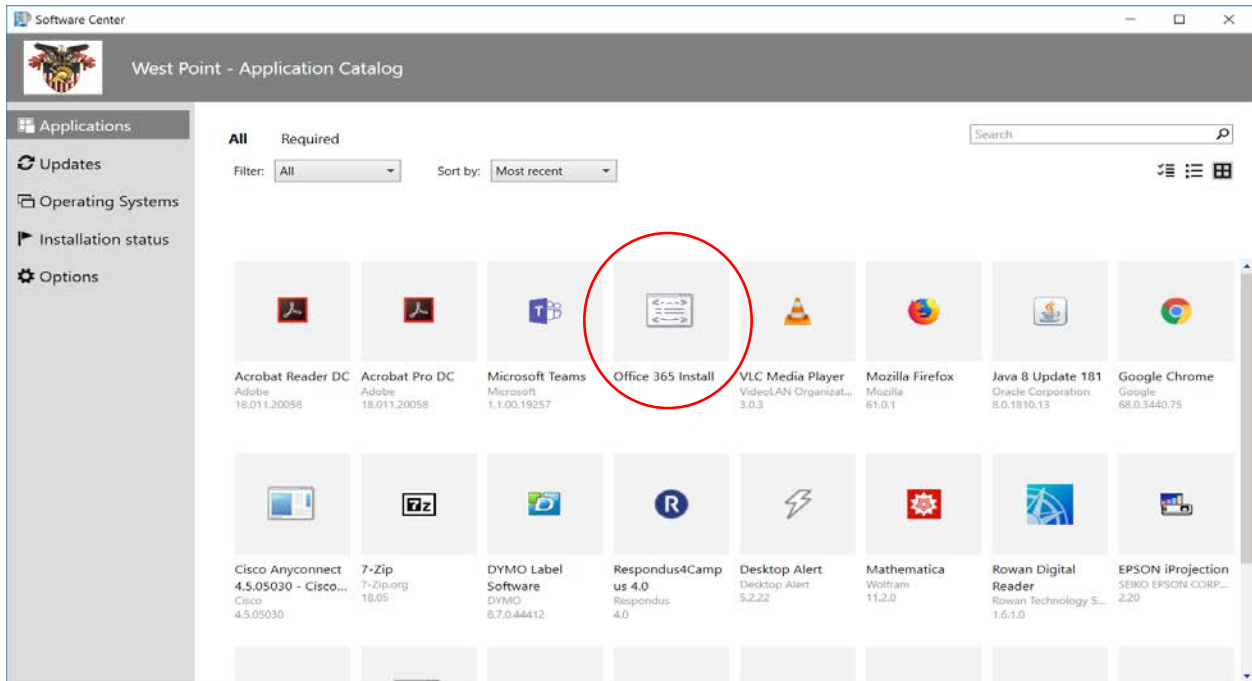 Software Center
West Point - Application Catalog
Applications
Updates
Operating Systems
Installation status
Options
All Required
Search
Filter: All Sort by: Most recent
Acrobat Reader DC
Adobe
18.011.20058
Acrobat Pro DC
Adobe
18.011.20058
Microsoft Teams
Microsoft
1.1.00.19257
Office 365 Install
VLC Media Player
VideoLAN Organizat...
3.0.3
Mozilla Firefox
Mozilla
61.0.1
Java 8 Update 181
Oracle Corporation
8.0.1810.13
Google Chrome
Google
68.0.3440.75
Cisco Anyconnect
4.5.05030 - Cisco...
Cisco
4.5.05030
7z
7-Zip
7-Zip.org
18.05
D
DYMO Label
Software
DYMO
8.7.0.44412
R
Respondus4Camp
us 4.0
Respondus
4.0
Desktop Alert
Desktop Alert
5.2.22
Mathematica
Wolfram
11.2.0
Rowan Digital
Reader
Rowan Technology S...
1.6.1.0
EPSON iProjection
SEIKO EPSON CORP...
2.20